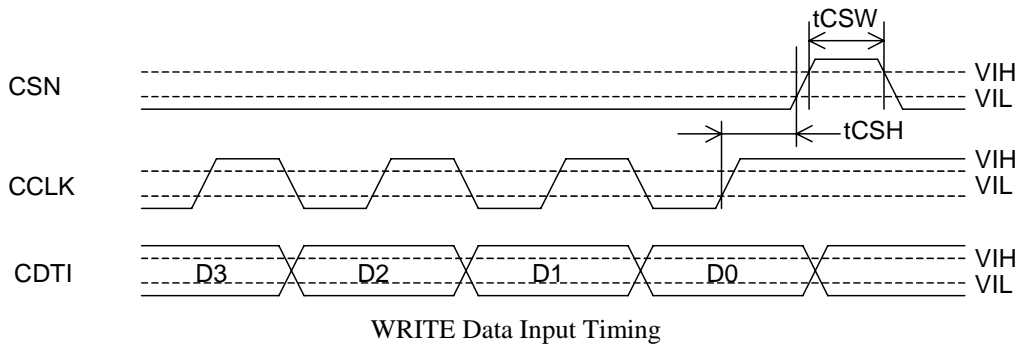 tCSW
CSN
VIH
VIL
tCSH
CCLK
VIH
VIL
CDTI
D3 D2 D1 D0
VIH
VIL
WRITE Data Input Timing